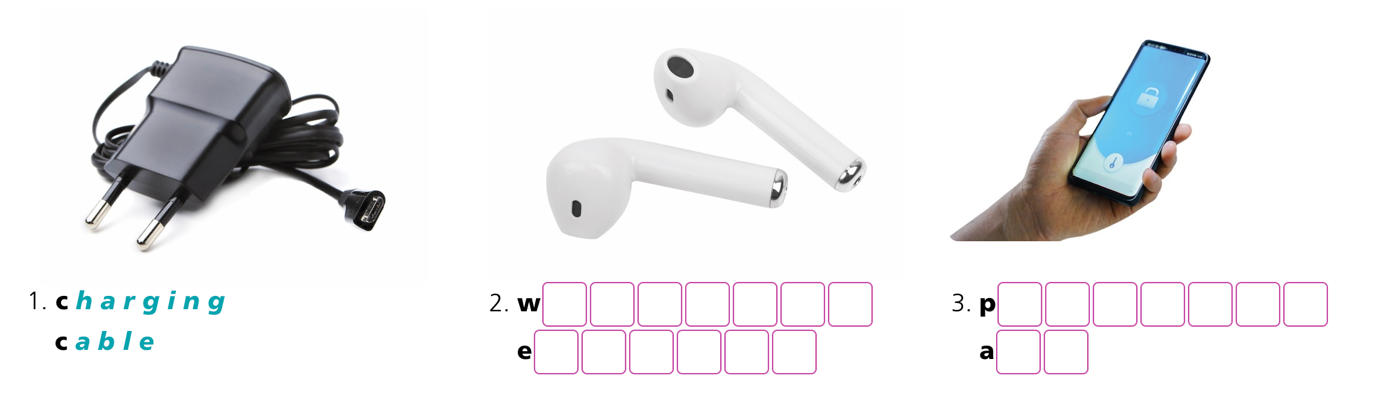 1. charging
cable
2. w
e
3. p
a